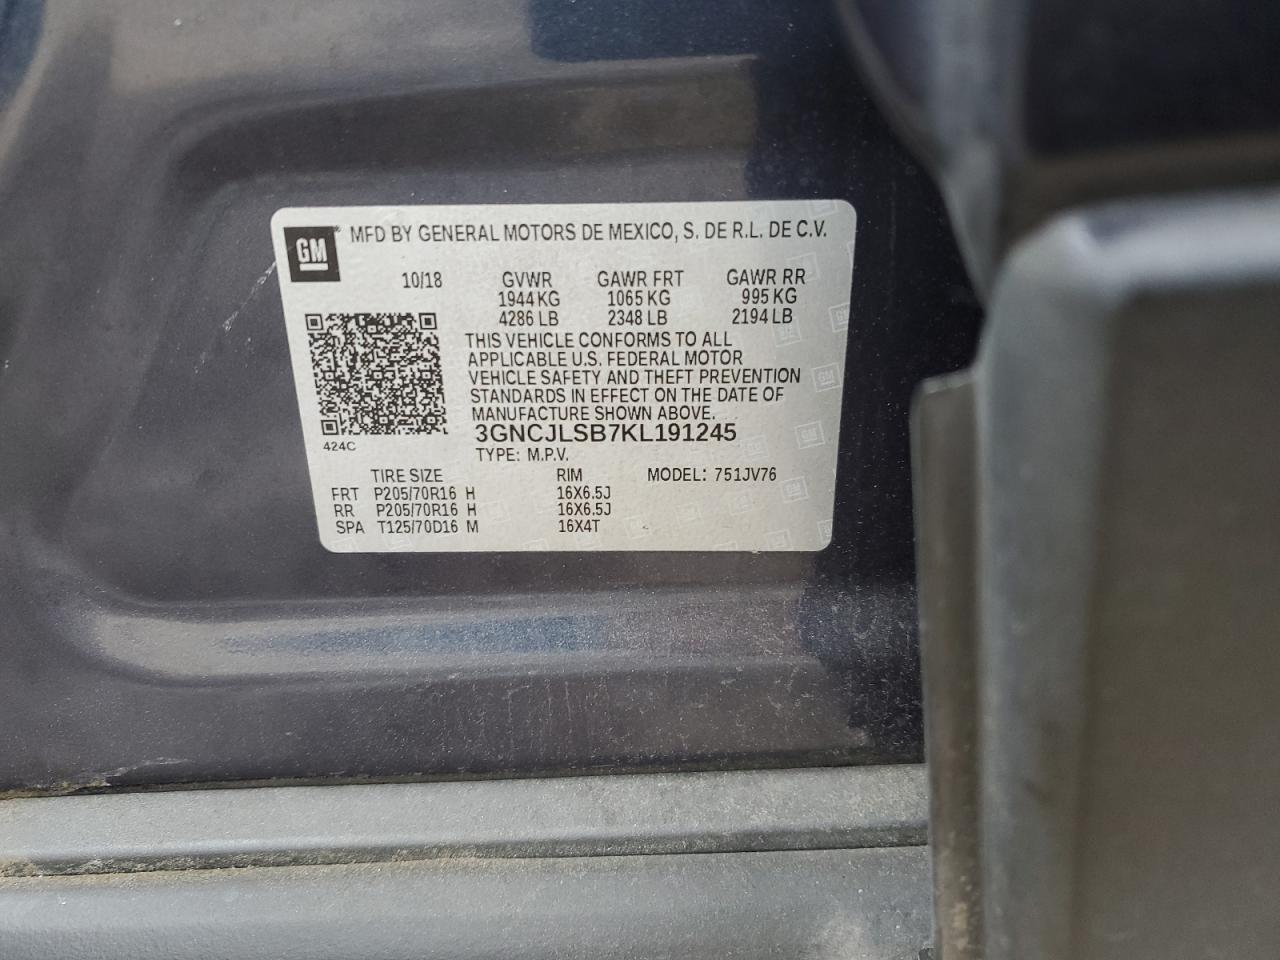 GM
MFD BY GENERAL MOTORS DE MEXICO, S. DE R.L. DE C.V.
10/18 GVWR GAWR FRT GAWR RR
1944 KG 1065 KG 995 KG
4286 LB 2348 LB 2194 LB
THIS VEHICLE CONFORMS TO ALL
APPLICABLE U.S. FEDERAL MOTOR
VEHICLE SAFETY AND THEFT PREVENTION
STANDARDS IN EFFECT ON THE DATE OF
MANUFACTURE SHOWN ABOVE.
424C
3GNCJLSB7KL191245
TYPE: M.P.V.
TIRE SIZE RIM MODEL: 751JV76
FRT P205/70R16 H 16X6.5J
RR P205/70R16 H 16X6.5J
SPA T125/70D16 M 16X4T